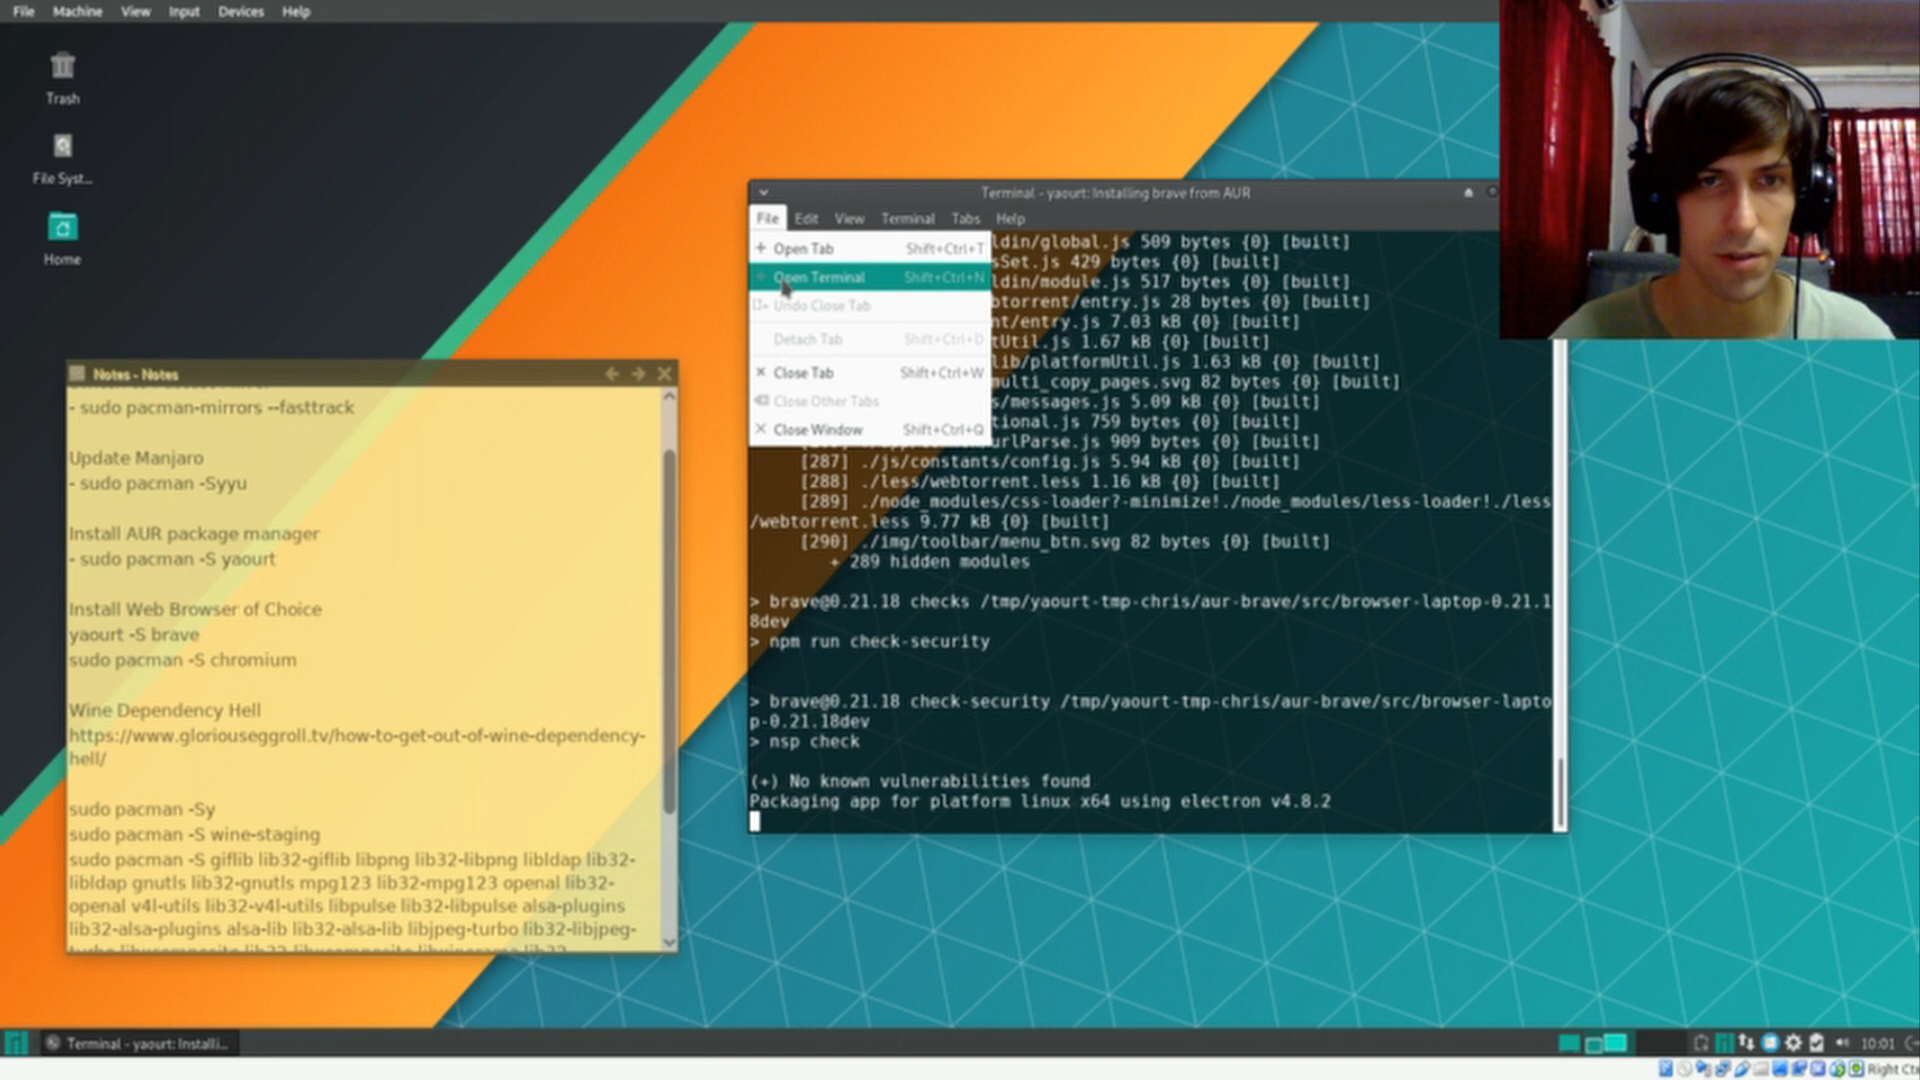 File Machine View Input Devices Help
Trash
File Syst...
Home
Notes - Notes
- sudo pacman-mirrors --fasttrack
Update Manjaro
- sudo pacman -Syyu
Install AUR package manager
- sudo pacman -S yaourt
Install Web Browser of Choice
yaourt -S brave
sudo pacman -S chromium
Wine Dependency Hell
https://www.gloriouseggroll.tv/how-to-get-out-of-wine-dependency-
hell/
sudo pacman -Sy
sudo pacman -S wine-staging
sudo pacman -S giflib lib32-giflib libpng lib32-libpng libldap lib32-
libldap gnutls lib32-gnutls mpg123 lib32-mpg123 openal lib32-
openal v4l-utils lib32-v4l-utils libpulse lib32-libpulse alsa-plugins
lib32-alsa-plugins alsa-lib lib32-alsa-lib libjpeg-turbo lib32-libjpeg-
Terminal - yaourt: Installing brave from AUR
File Edit View Terminal Tabs Help
Open Tab Shift+Ctrl+T
Open Terminal Shift+Ctrl+N
Undo Close Tab
Detach Tab Shift+Ctrl+D
Close Tab Shift+Ctrl+W
Close Other Tabs
Close Window Shift+Ctrl+Q
ldin/global.js 509 bytes {0} [built]
sSet.js 429 bytes {0} [built]
ldin/module.js 517 bytes {0} [built]
btorrent/entry.js 28 bytes {0} [built]
nt/entry.js 7.03 kB {0} [built]
tUtil.js 1.67 kB {0} [built]
lib/platformUtil.js 1.63 kB {0} [built]
multi_copy_pages.svg 82 bytes {0} [built]
s/messages.js 5.09 kB {0} [built]
tional.js 759 bytes {0} [built]
urlParse.js 909 bytes {0} [built]
[287] ./js/constants/config.js 5.94 kB {0} [built]
[288] ./less/webtorrent.less 1.16 kB {0} [built]
[289] ./node_modules/css-loader?-minimize!./node_modules/less-loader!./less
/webtorrent.less 9.77 kB {0} [built]
[290] ./img/toolbar/menu_btn.svg 82 bytes {0} [built]
+ 289 hidden modules
> brave@0.21.18 checks /tmp/yaourt-tmp-chris/aur-brave/src/browser-laptop-0.21.1
8dev
> npm run check-security
> brave@0.21.18 check-security /tmp/yaourt-tmp-chris/aur-brave/src/browser-lapto
p-0.21.18dev
> nsp check
(+) No known vulnerabilities found
Packaging app for platform linux x64 using electron v4.8.2
Terminal - yaourt: Installi...
10:01
Right Ctr